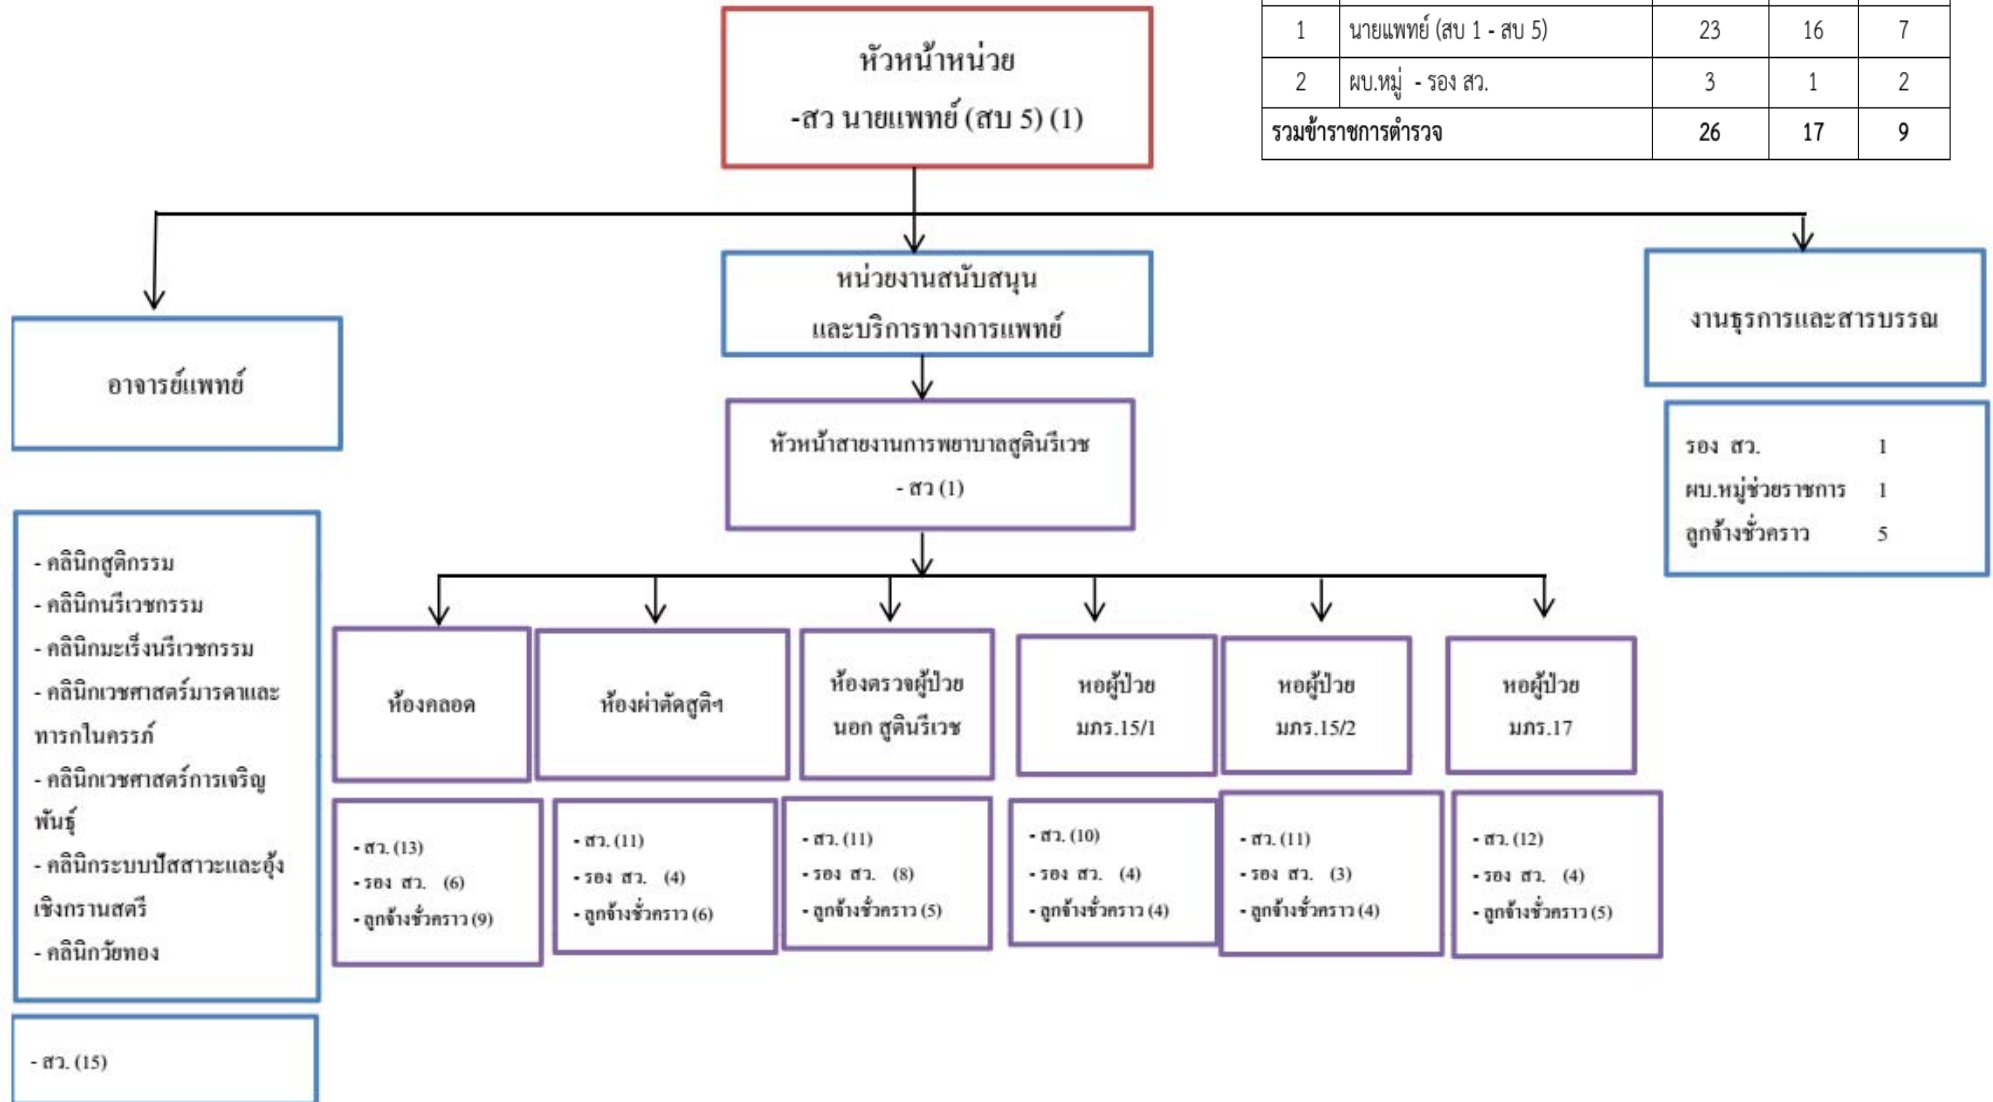 หัวหน้าหน่วย
-สว นายแพทย์ (สบ 5) (1)
1 นายแพทย์ (สบ 1 - สบ 5) 23 16 7
2 ผบ.หมู่ - รอง สว. 3 1 2
รวมข้าราชการตำรวจ 26 17 9
อาจารย์แพทย์
หน่วยงานสนับสนุน
และบริการทางการแพทย์
งานธุรการและสารบรรณ
หัวหน้าสายงานการพยาบาลสูตินรีเวช
- สว (1)
รอง สว. 1
ผบ.หมู่ช่วยราชการ 1
ลูกจ้างชั่วคราว 5
- คลินิกสูติกรรม
- คลินิกนรีเวชกรรม
- คลินิกมะเร็งนรีเวชกรรม
- คลินิกเวชศาสตร์มารดาและ
ทารกในครรภ์
- คลินิกเวชศาสตร์การเจริญ
พันธุ์
- คลินิกระบบปัสสาวะและอุ้ง
เชิงกรานสตรี
- คลินิกวัยทอง
- สว. (15)
ห้องคลอด
- สว. (13)
- รอง สว. (6)
- ลูกจ้างชั่วคราว (9)
ห้องผ่าตัดสูติฯ
- สว. (11)
- รอง สว. (4)
- ลูกจ้างชั่วคราว (6)
ห้องตรวจผู้ป่วย
นอก สูตินรีเวช
- สว. (11)
- รอง สว. (8)
- ลูกจ้างชั่วคราว (5)
หอผู้ป่วย
มภร.15/1
- สว. (10)
- รอง สว. (4)
- ลูกจ้างชั่วคราว (4)
หอผู้ป่วย
มภร.15/2
- สว. (11)
- รอง สว. (3)
- ลูกจ้างชั่วคราว (4)
หอผู้ป่วย
มภร.17
- สว. (12)
- รอง สว. (4)
- ลูกจ้างชั่วคราว (5)